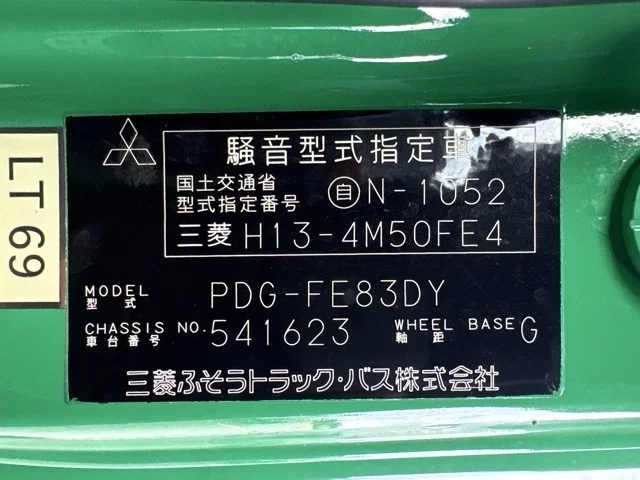 騒音型式指定車
国土交通省
型式指定番号 自 N-1052
三菱 H13-4M50FE4
MODEL
型式 PDG-FE83DY
CHASSIS NO. 541623 WHEEL BASE G
車台番号 軸距
三菱ふそうトラック・バス株式会社
LT 69